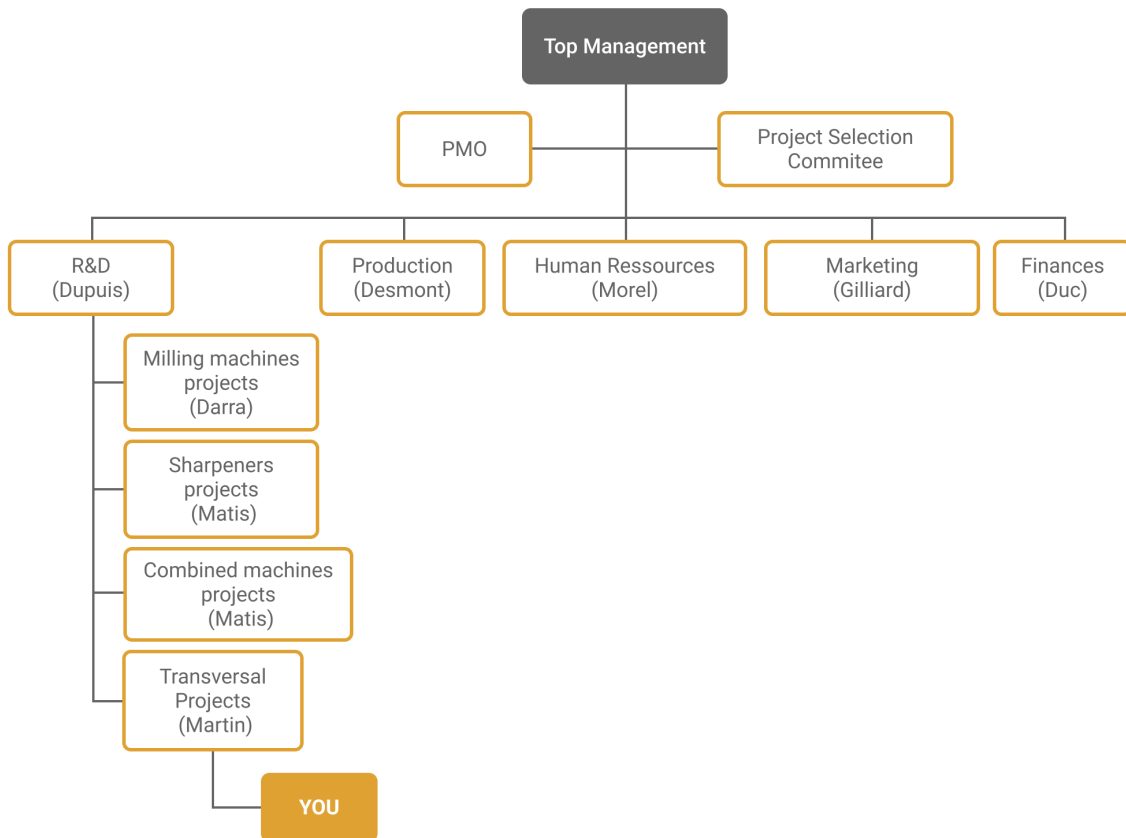 Top Management
PMO
Project Selection
Commitee
R&D
(Dupuis)
Production
(Desmont)
Human Ressources
(Morel)
Marketing
(Gilliard)
Finances
(Duc)
Milling machines
projects
(Darra)
Sharpeners
projects
(Matis)
Combined machines
projects
(Matis)
Transversal
Projects
(Martin)
YOU